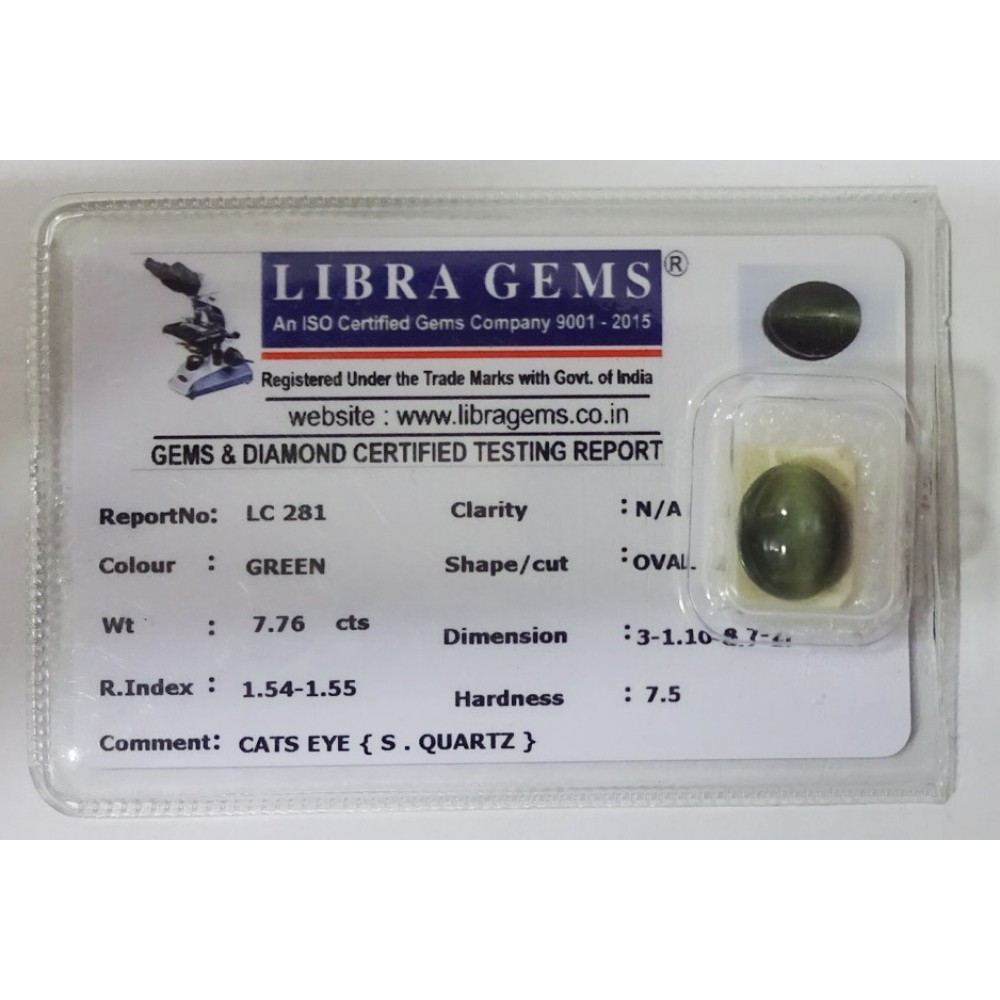 LIBRA GEMS ®
An ISO Certified Gems Company 9001 - 2015
Registered Under the Trade Marks with Govt. of India
website : www.libragems.co.in
GEMS & DIAMOND CERTIFIED TESTING REPORT
ReportNo: LC 281 Clarity : N/A
Colour : GREEN Shape/cut : OVAL
Wt : 7.76 cts Dimension :
R.Index : 1.54-1.55 Hardness : 7.5
Comment: CATS EYE { S . QUARTZ }